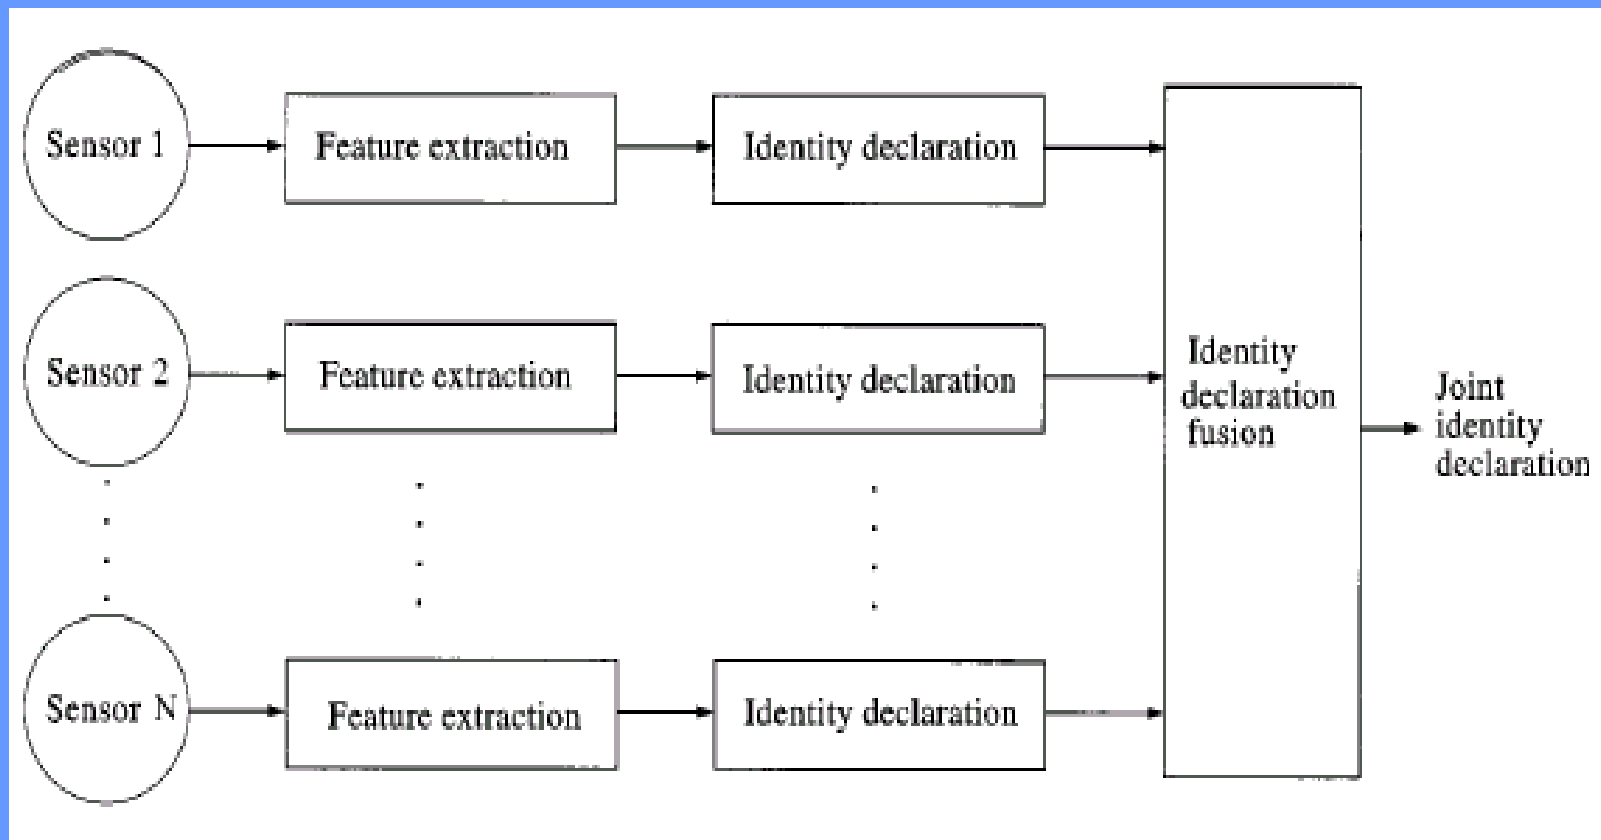 Sensor 1
Feature extraction
Identity declaration
Sensor 2
Feature extraction
Identity declaration
Identity
declaration
fusion
Joint
identity
declaration
Sensor N
Feature extraction
Identity declaration